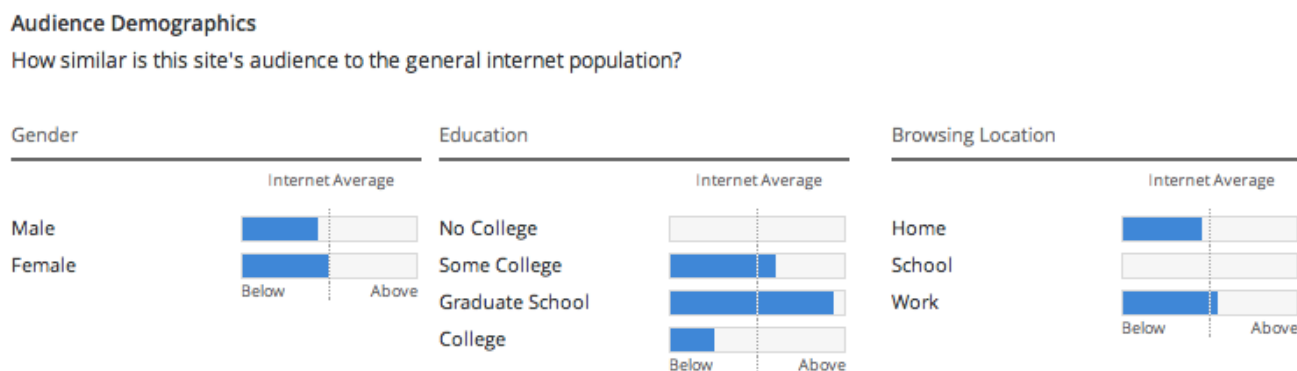 Audience Demographics
How similar is this site's audience to the general internet population?
Gender
Internet Average
Male
Female
Below Above
Education
Internet Average
No College
Some College
Graduate School
College
Below Above
Browsing Location
Internet Average
Home
School
Work
Below Above